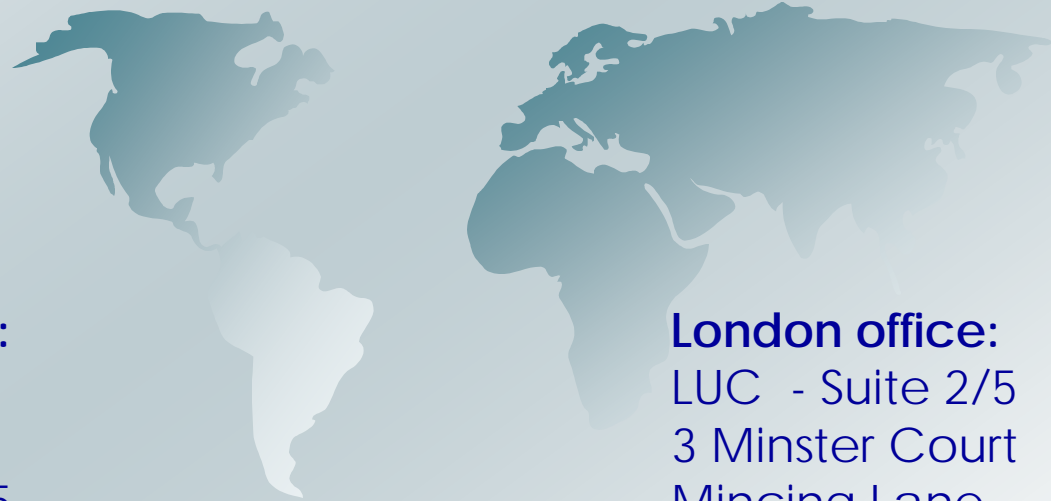 :
London office:
LUC - Suite 2/5
3 Minster Court
Mincing Lane